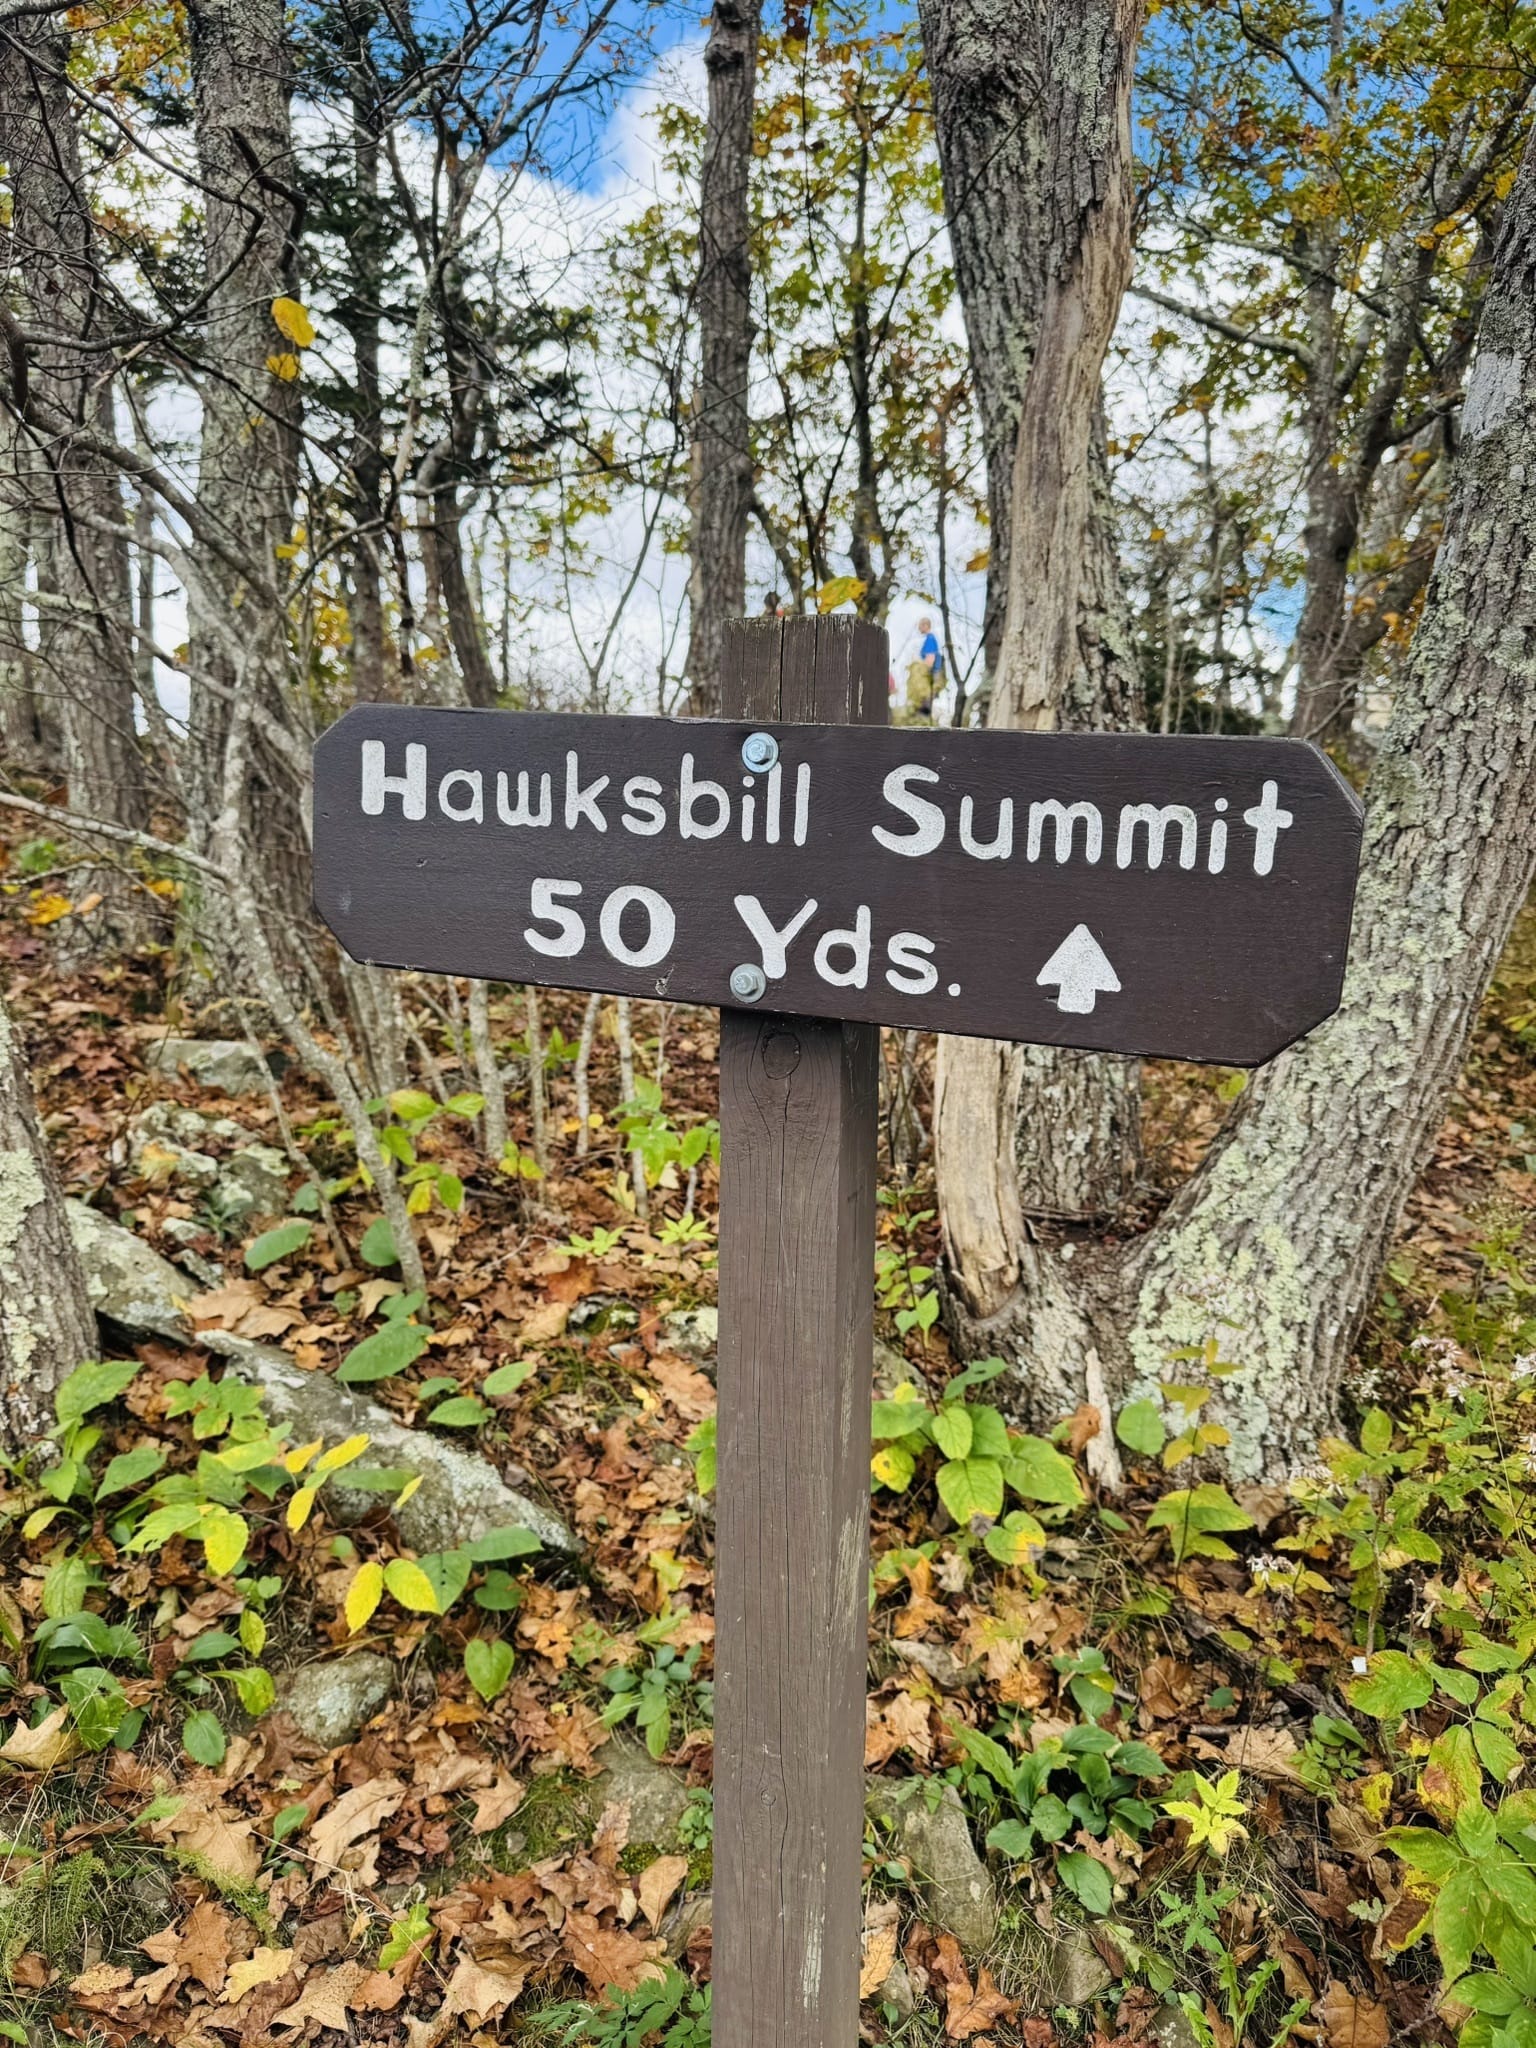 Hawksbill Summit
50 Yds. ↑